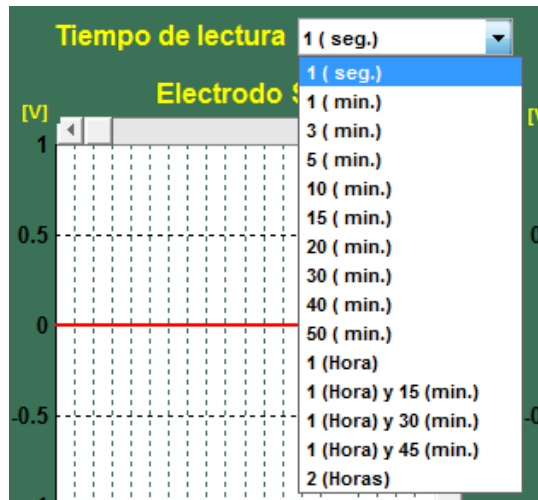 Tiempo de lectura 1 ( seg.)
Electrodo
[V]
1
0.5
0
-0.5
1 ( seg.)
1 ( min.)
3 ( min.)
5 ( min.)
10 ( min.)
15 ( min.)
20 ( min.)
30 ( min.)
40 ( min.)
50 ( min.)
1 (Hora)
1 (Hora) y 15 (min.)
1 (Hora) y 30 (min.)
1 (Hora) y 45 (min.)
2 (Horas)